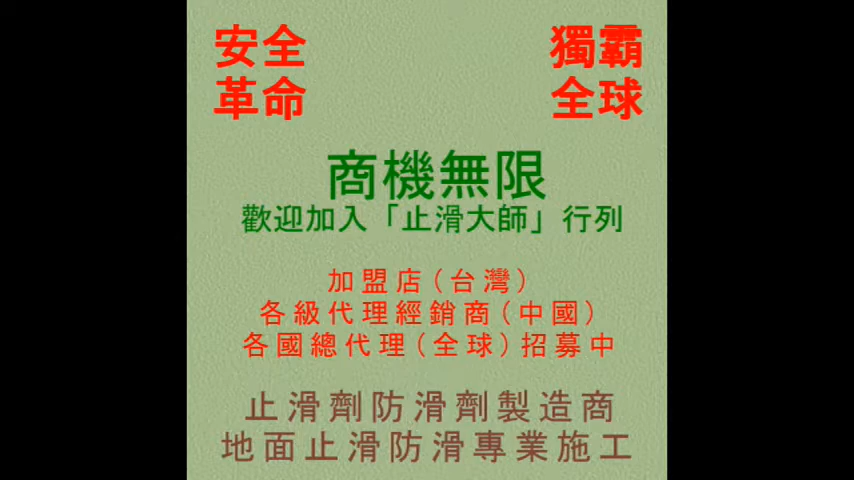 安全 獨霸
革命 全球
商機無限
歡迎加入「止滑大師」行列
加盟店(台灣)
各級代理經銷商(中國)
各國總代理(全球)招募中
止滑劑防滑劑製造商
地面止滑防滑專業施工